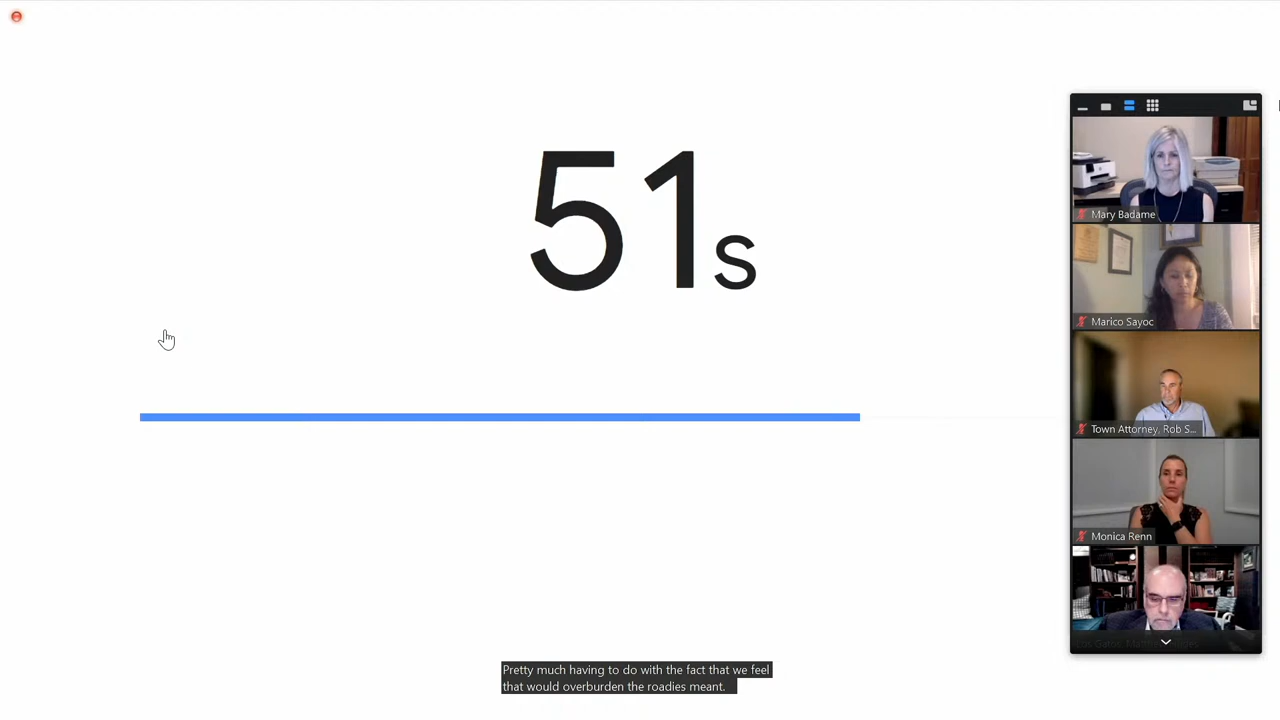 51s
Mary Badame
Marico Sayoc
Town Attorney, Rob S...
Monica Renn
Pretty much having to do with the fact that we feel
that would overburden the roadies meant.